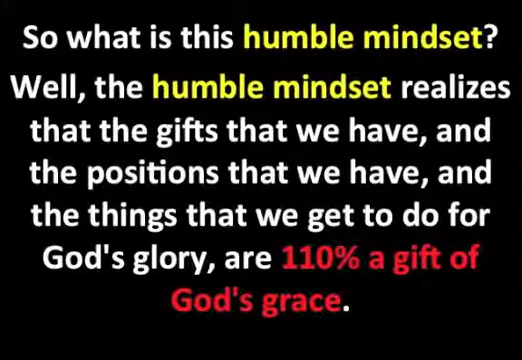 So what is this humble mindset?
Well, the humble mindset realizes
that the gifts that we have, and
the positions that we have, and
the things that we get to do for
God's glory, are 110% a gift of
God's grace.